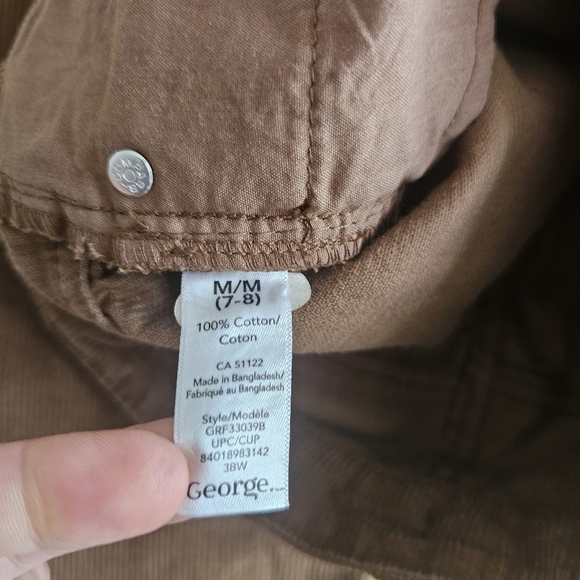 M/M
(7-8)
100% Cotton/
Coton
CA 51122
Made in Bangladesh/
Fabriqué au Bangladesh
Style/Modèle
GRF33039B
UPC/CUP
84018983142
3BW
George.